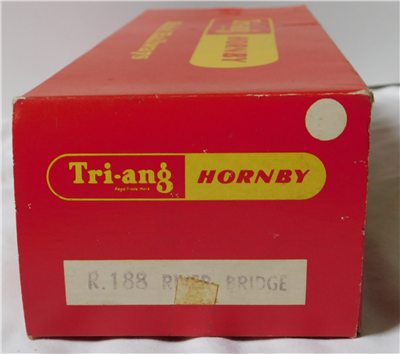 Tri-ang HORNBY
Regd Trade Mark
R.188 RIVER BRIDGE